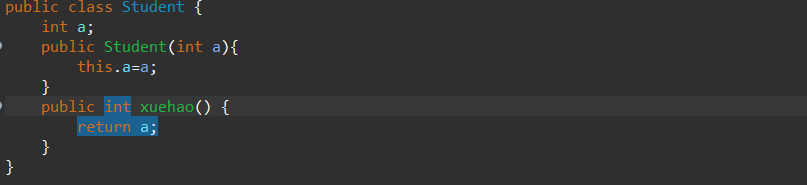 public class Student {
    int a;
    public Student(int a){
        this.a=a;
    }
    public int xuehao() {
        return a;
    }
}